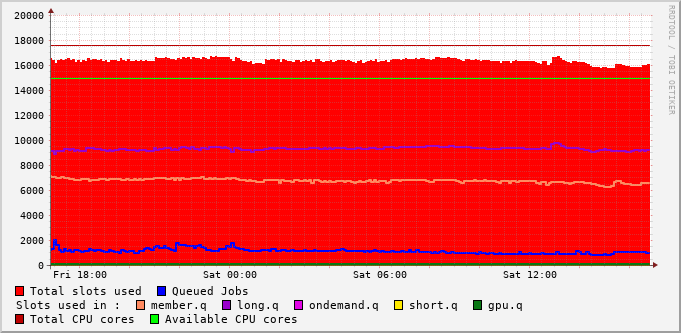 20000
18000
16000
14000
12000
10000
8000
6000
4000
2000
0
Fri 18:00 Sat 00:00 Sat 06:00 Sat 12:00
RRDTOOL / TOBI OETIKER
Total slots used Queued Jobs
Slots used in : member.q long.q ondemand.q short.q gpu.q
Total CPU cores Available CPU cores